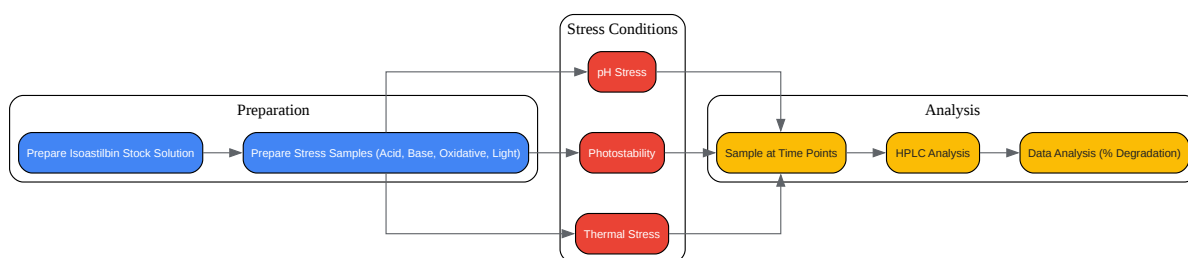 Stress Conditions
pH Stress
Preparation
Analysis
Prepare Isoastilbin Stock Solution
Prepare Stress Samples (Acid, Base, Oxidative, Light)
Photostability
Sample at Time Points
HPLC Analysis
Data Analysis (% Degradation)
Thermal Stress